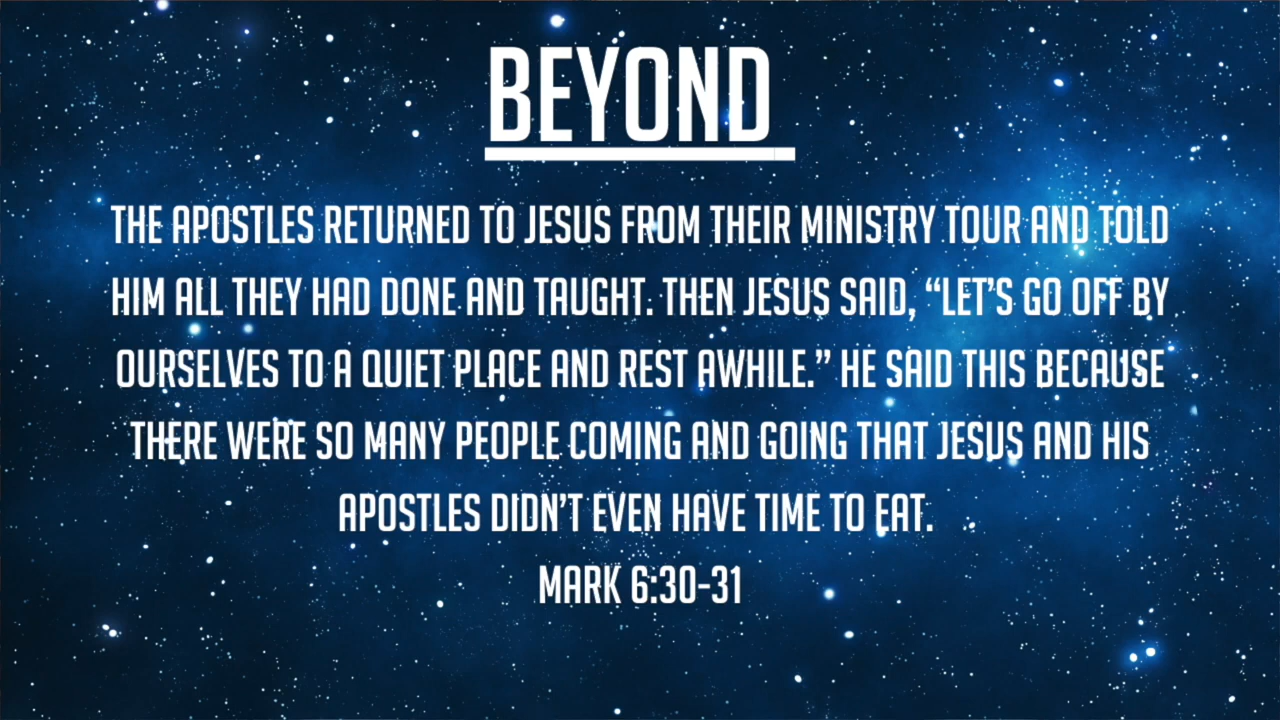 BEYOND
THE APOSTLES RETURNED TO JESUS FROM THEIR MINISTRY TOUR AND TOLD
HIM ALL THEY HAD DONE AND TAUGHT. THEN JESUS SAID, “LET’S GO OFF BY
OURSELVES TO A QUIET PLACE AND REST AWHILE.” HE SAID THIS BECAUSE
THERE WERE SO MANY PEOPLE COMING AND GOING THAT JESUS AND HIS
APOSTLES DIDN’T EVEN HAVE TIME TO EAT.
MARK 6:30-31